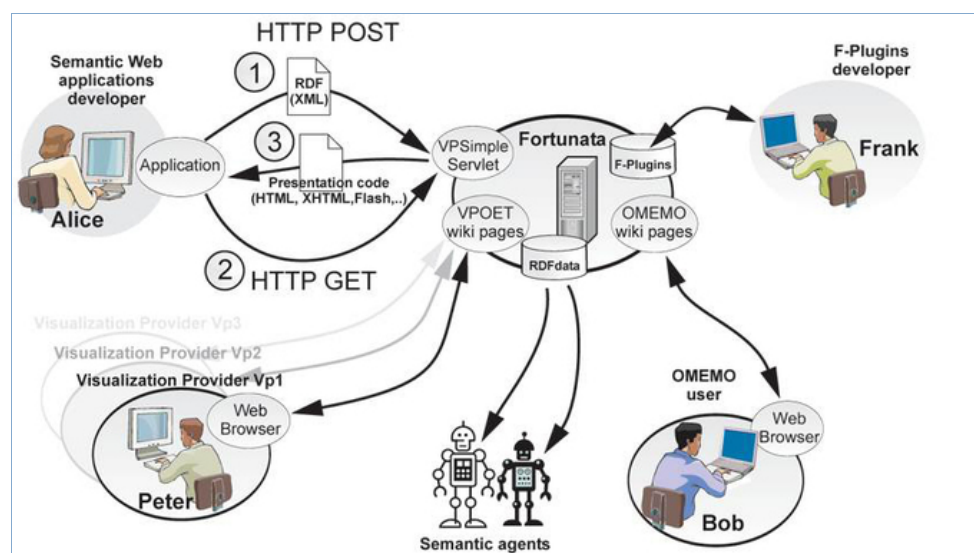 HTTP POST
Semantic Web
applications
developer
1
RDF
(XML)
F-Plugins
developer
3
Application
VPSimple
Servlet
Fortunata
F-Plugins
Frank
Presentation code
(HTML, XHTML,Flash,..)
Alice
VPOET
wiki pages
OMEMO
wiki pages
2
HTTP GET
RDFdata
Visualization Provider Vp3
Visualization Provider Vp2
Visualization Provider Vp1
Web
Browser
Peter
OMEMO
user
Web
Browser
Bob
Semantic agents